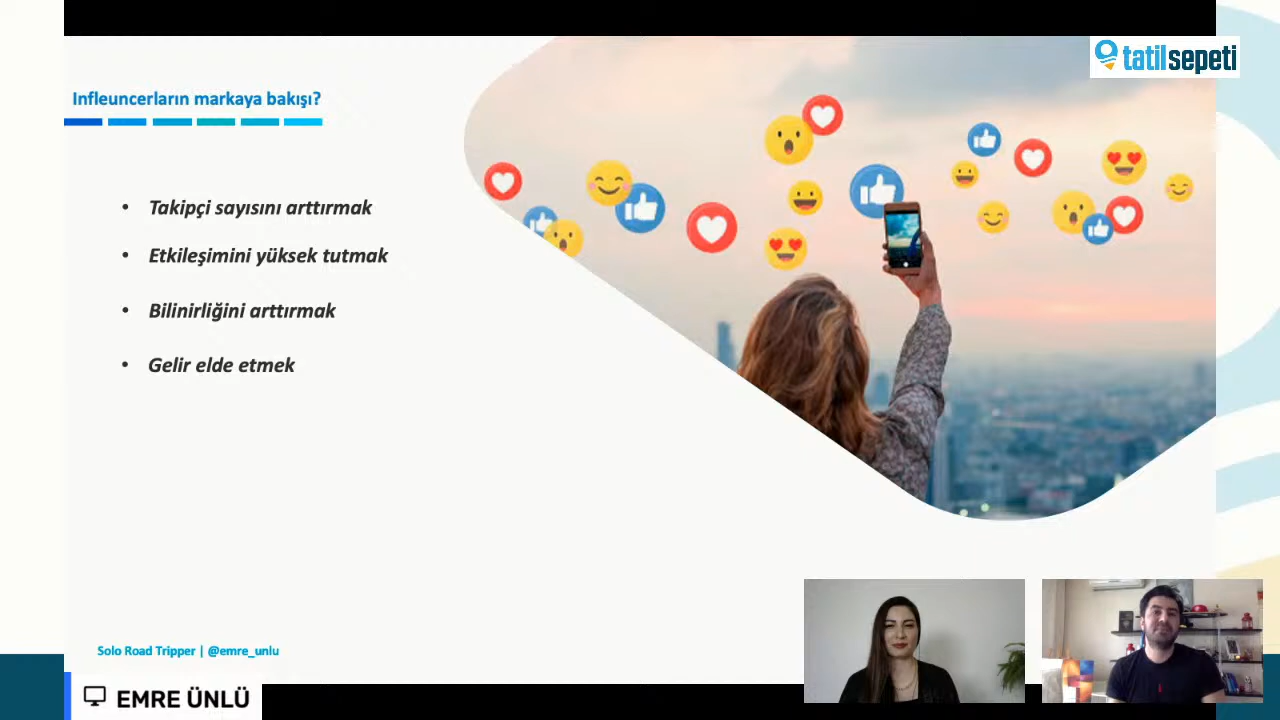 tatilsepeti
Infleuncerların markaya bakışı?
• Takipçi sayısını arttırmak
• Etkileşimini yüksek tutmak
• Bilinirliğini arttırmak
• Gelir elde etmek
Solo Road Tripper | @emre_unlu
EMRE ÜNLÜ